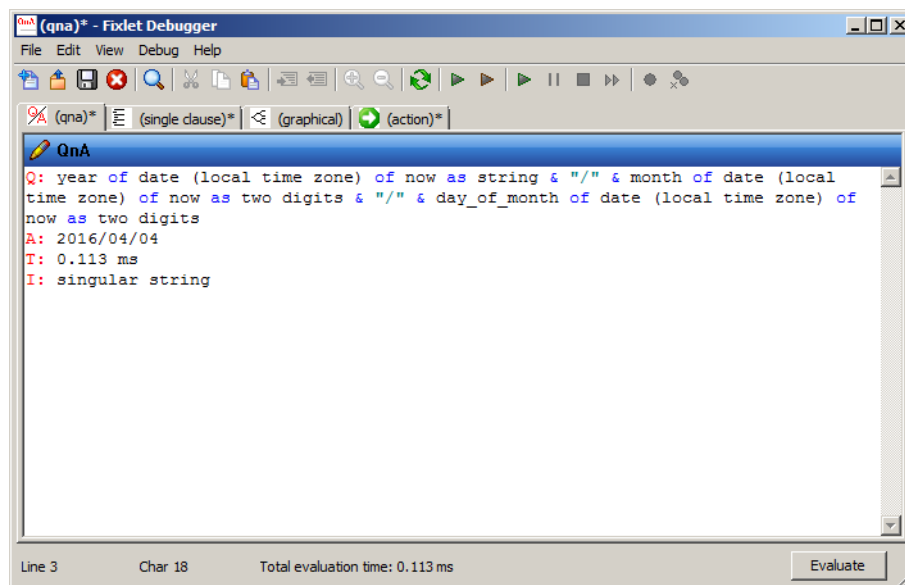 (qna)* - Fixlet Debugger
File Edit View Debug Help
(qna)* (single clause)* (graphical) (action)*
QnA
Q: year of date (local time zone) of now as string & "/" & month of date (local
time zone) of now as two digits & "/" & day_of_month of date (local time zone) of
now as two digits
A: 2016/04/04
T: 0.113 ms
I: singular string
Line 3 Char 18 Total evaluation time: 0.113 ms Evaluate